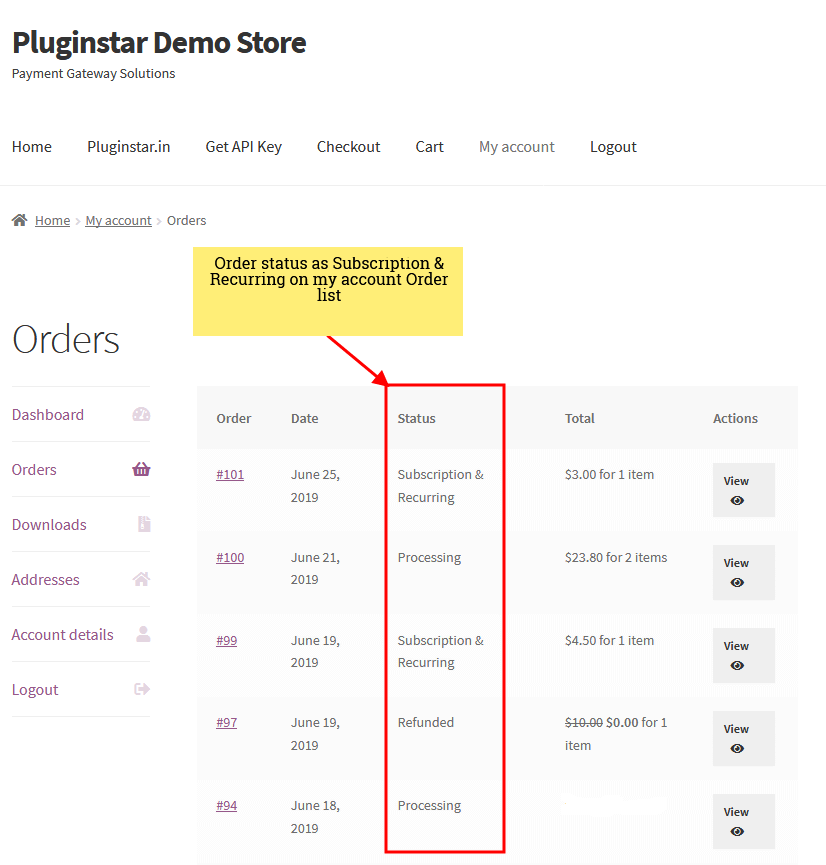 Pluginstar Demo Store
Payment Gateway Solutions
Home Pluginstar.in Get API Key Checkout Cart My account Logout
Home > My account > Orders
Order status as Subscription &
Recurring on my account Order
list
Orders
Dashboard
Orders
Downloads
Addresses
Account details
Logout
Order Date Status Total Actions
#101 June 25, Subscription & $3.00 for 1 item View
2019 Recurring
#100 June 21, Processing $23.80 for 2 items View
2019
#99 June 19, Subscription & $4.50 for 1 item View
2019 Recurring
#97 June 19, Refunded $10.00 $0.00 for 1 View
2019 item
#94 June 18, Processing View
2019